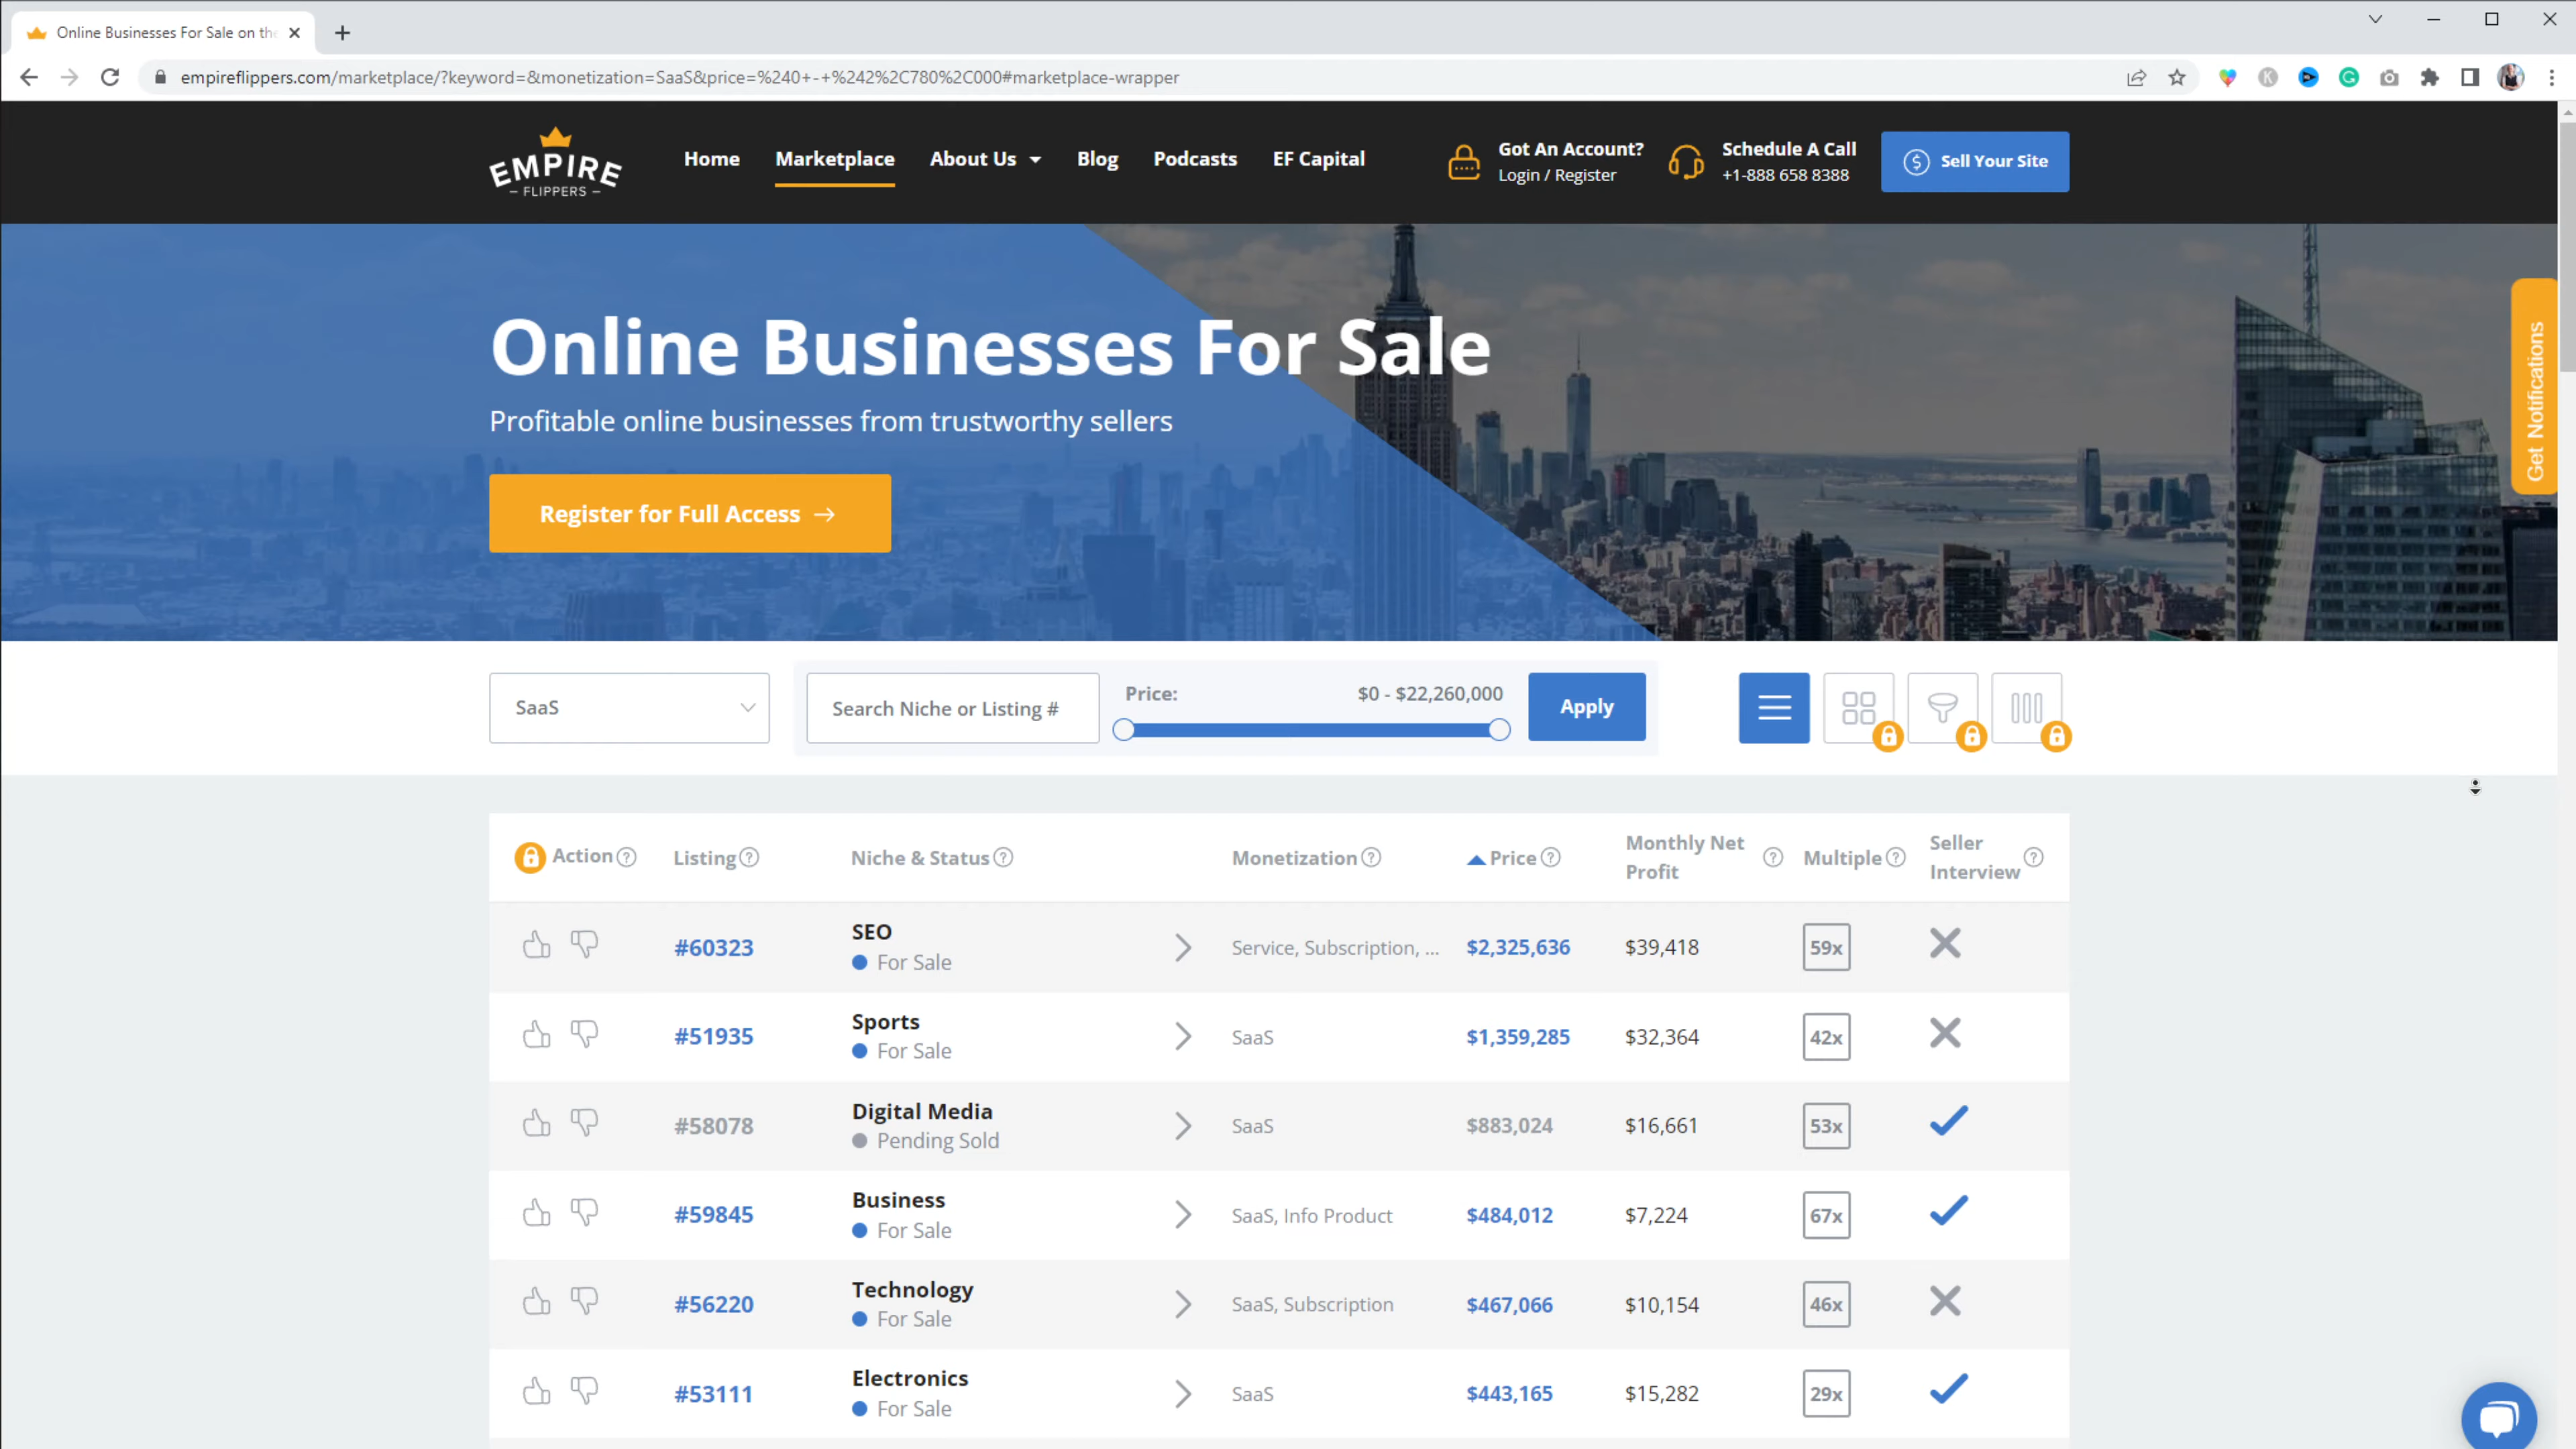 Online Businesses For Sale on the
empireflippers.com/marketplace/?keyword=&monetization=SaaS&price=%240+-+%242%2C780%2C000#marketplace-wrapper
EMPIRE
FLIPPERS
Home
Marketplace
About Us
Blog
Podcasts
EF Capital
Got An Account?
Login / Register
Schedule A Call
+1-888 658 8388
Sell Your Site
Online Businesses For Sale
Profitable online businesses from trustworthy sellers
Register for Full Access →
Get Notifications
SaaS
Search Niche or Listing #
Price: $0 - $22,260,000
Apply
Action
Listing
Niche & Status
Monetization
Price
Monthly Net
Profit
Multiple
Seller
Interview
#60323
SEO
For Sale
Service, Subscription, ...
$2,325,636
$39,418
59x
#51935
Sports
For Sale
SaaS
$1,359,285
$32,364
42x
#58078
Digital Media
Pending Sold
SaaS
$883,024
$16,661
53x
#59845
Business
For Sale
SaaS, Info Product
$484,012
$7,224
67x
#56220
Technology
For Sale
SaaS, Subscription
$467,066
$10,154
46x
#53111
Electronics
For Sale
SaaS
$443,165
$15,282
29x